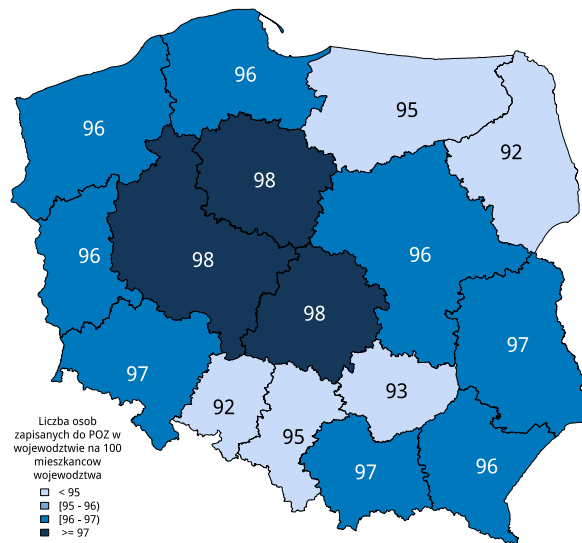 96
95
96
92
98
96
98
96
98
97
97
93
92
95
97
96
Liczba osob
zapisanych do POZ w
wojewodztwie na 100
mieszkancow
wojewodztwa
< 95
[95 - 96)
[96 - 97)
>= 97